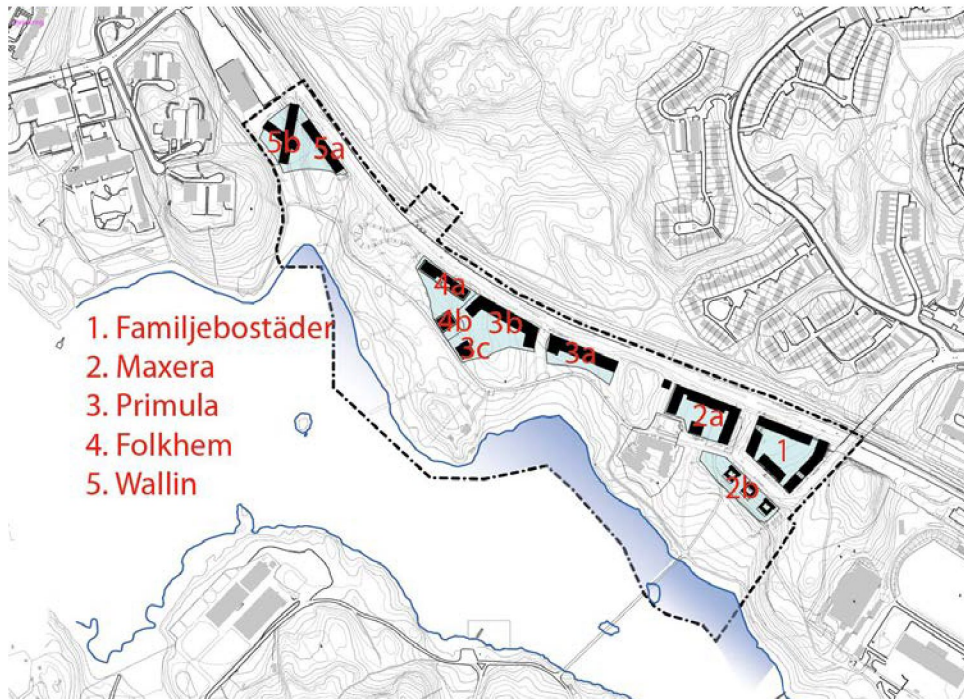 5b
5a
4a
4b
3b
3c
3a
2a
1
2b
1. Familjebostäder
2. Maxera
3. Primula
4. Folkhem
5. Wallin